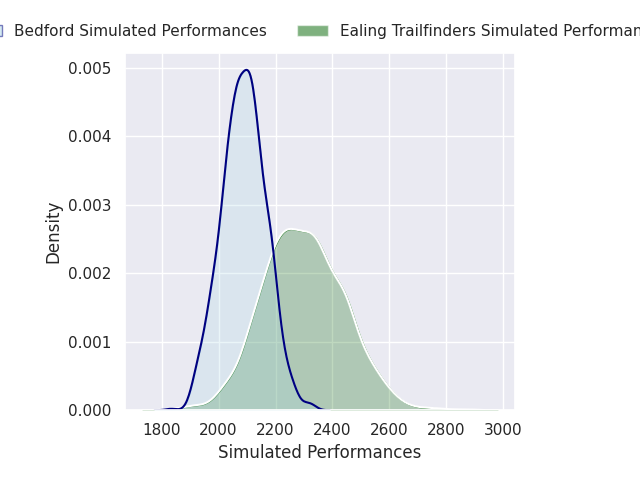 Bedford Simulated Performances
Ealing Trailfinders Simulated
0.005
0.004
0.003
0.002
0.001
0.000
Density
1800 2000 2200 2400 2600 2800 3000
Simulated Performances